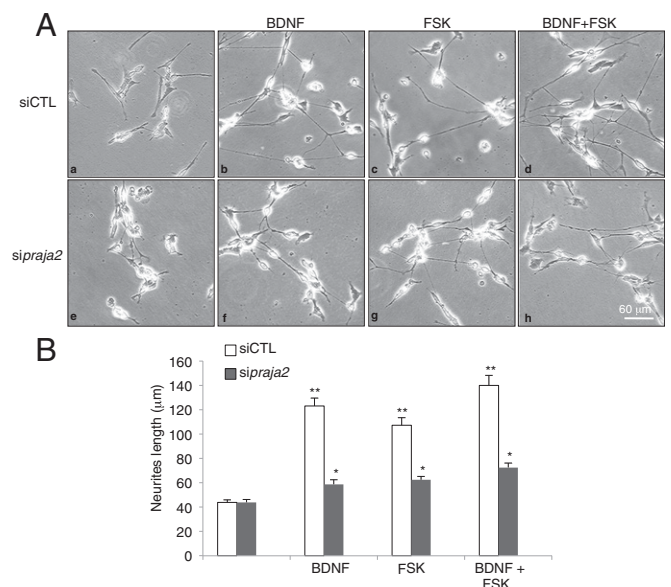 A
BDNF
FSK
BDNF+FSK
siCTL
a
b
c
d
sipraja2
e
f
g
h
60 μm
B
siCTL
sipraja2
Neurites length (μm)
160
140
120
100
80
60
40
20
0
**
*
**
*
**
*
BDNF
FSK
BDNF +
FSK